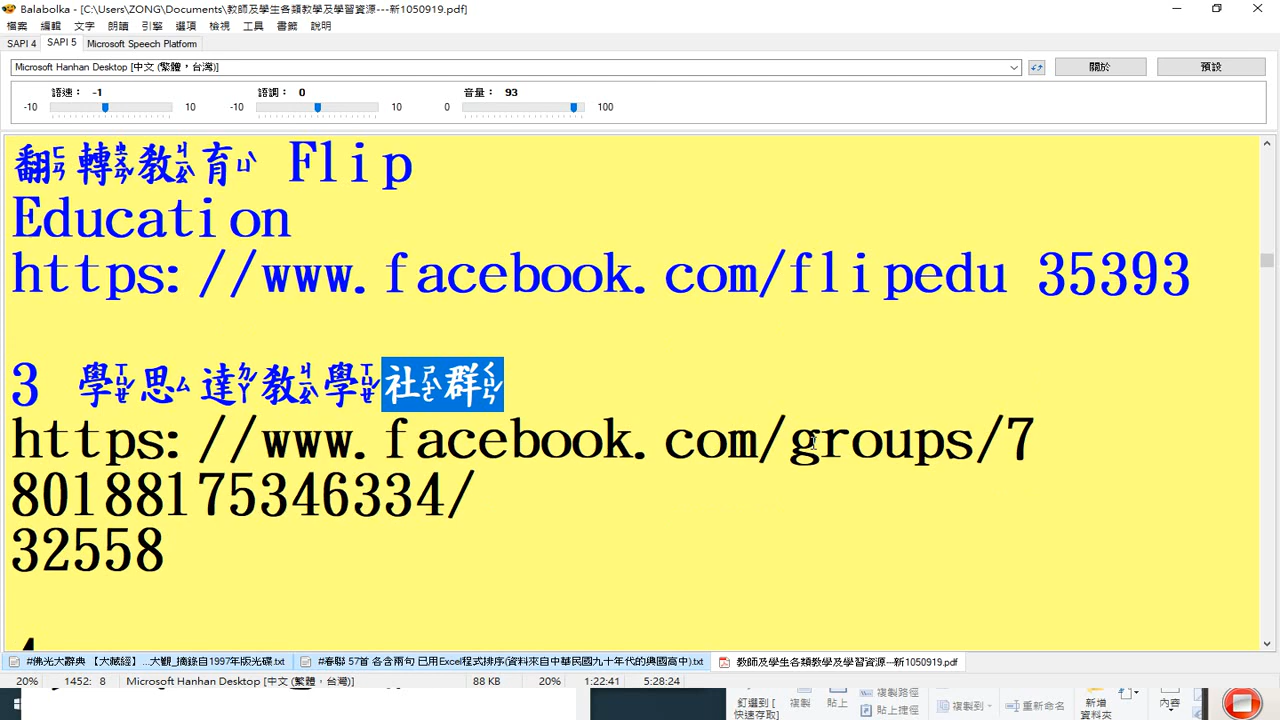 Balabolka - [C:\Users\ZONG\Documents\教師及學生各類教學及學習資源---新1050919.pdf]
檔案 編輯 文字 朗讀 引擎 選項 檢視 工具 書籤 說明
SAPI 4 SAPI 5 Microsoft Speech Platform
Microsoft Hanhan Desktop [中文 (繁體，台灣)] 關於 預設
語速： -1 語調： 0 音量： 93
-10 10 -10 10 0 100
翻轉教育 Flip
Education
https://www.facebook.com/flipedu 35393
3 學思達教學社群
https://www.facebook.com/groups/7
80188175346334/
32558
#佛光大辭典 【大藏經】...大觀_摘錄自1997年版光碟.txt #春聯 57首 各含兩句 已用Excel程式排序(資料來自中華民國九十年代的興國高中).txt 教師及學生各類教學及學習資源---新1050919.pdf
20% 1452: 8 Microsoft Hanhan Desktop [中文 (繁體，台灣)] 88 KB 20% 1:22:41 5:28:24
釘選到 [ 複製 貼上 複製路徑 新增 內容
快速存取] 貼上捷徑 複製到 重新命名 資料夾